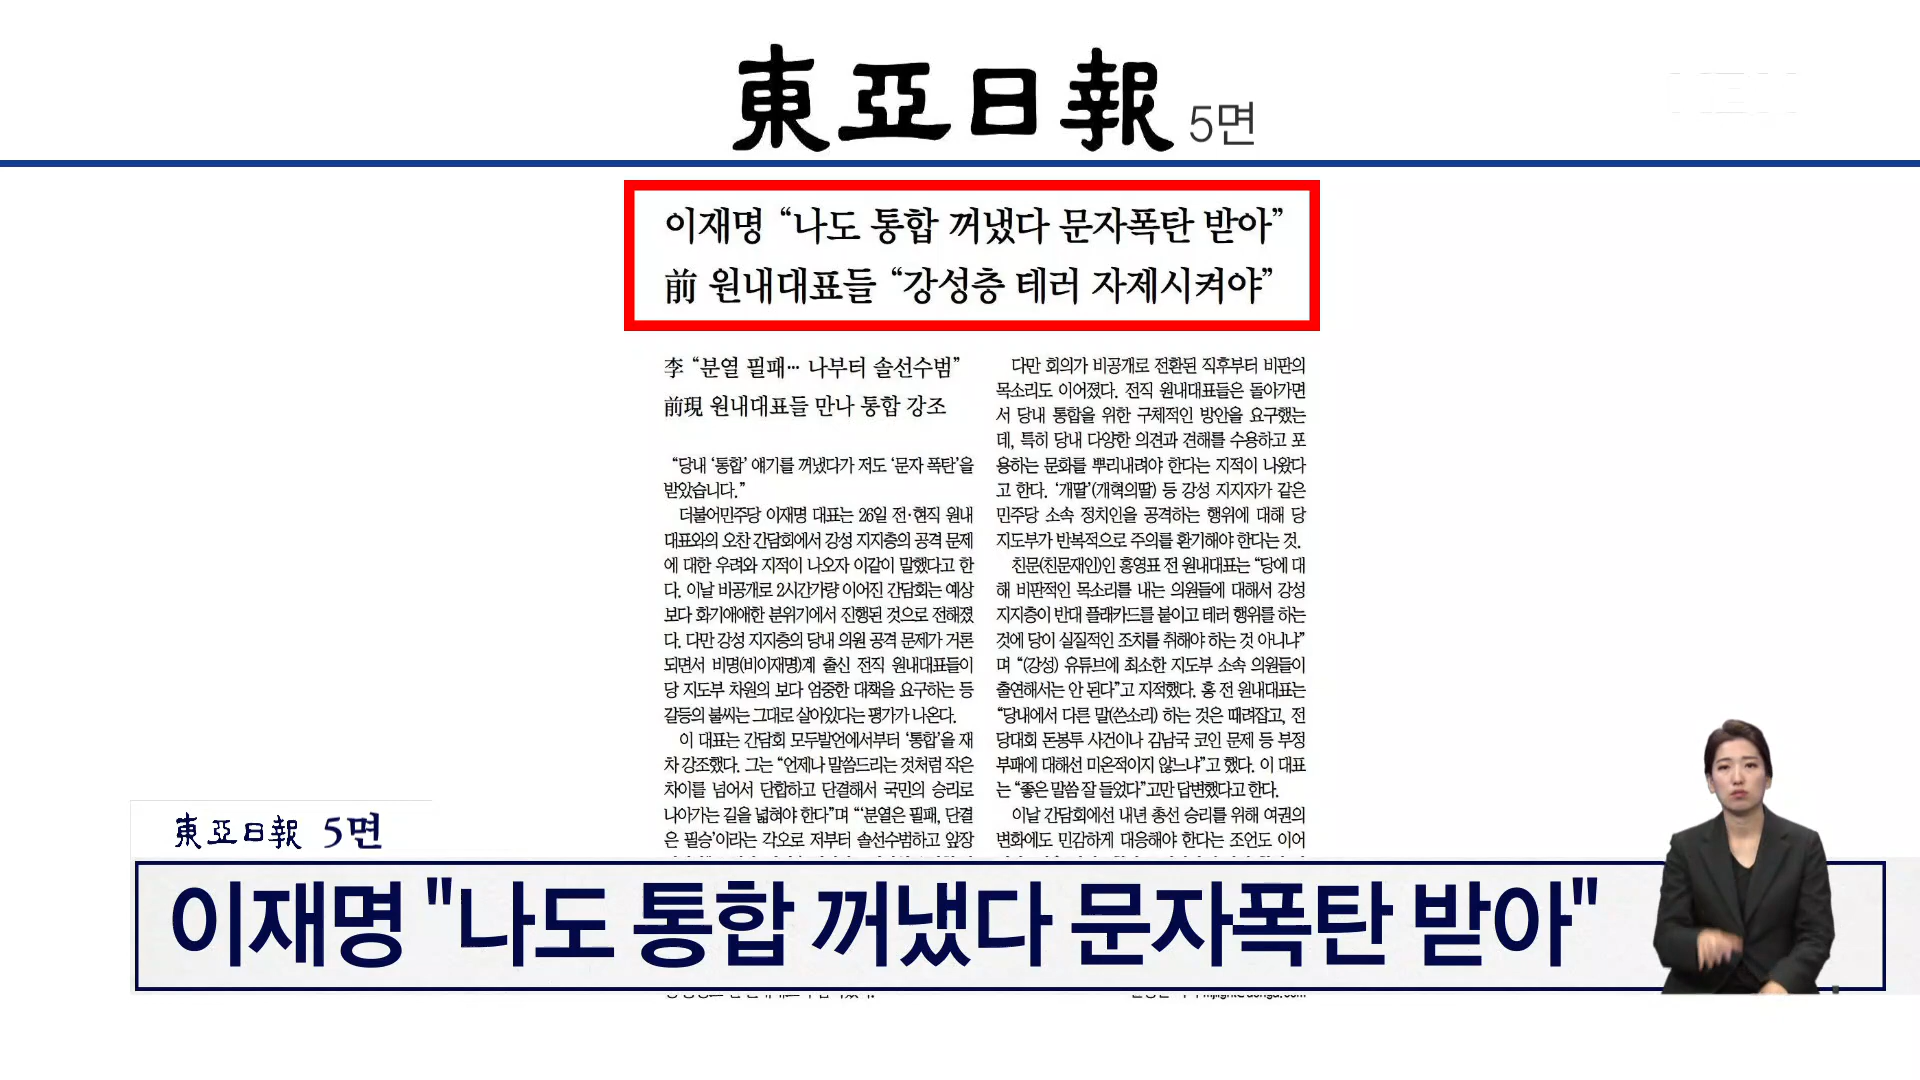 東亞日報 5면
이재명 “나도 통합 꺼냈다 문자폭탄 받아”
前 원내대표들 “강성층 테러 자제시켜야”
李 “분열 필패… 나부터 솔선수범”
前現 원내대표들 만나 통합 강조
“당내 ‘통합’ 얘기를 꺼냈다가 저도 ‘문자 폭탄’을
받았습니다.”
더불어민주당 이재명 대표는 26일 전·현직 원내
대표와의 오찬 간담회에서 강성 지지층의 공격 문제
에 대한 우려와 지적이 나오자 이같이 말했다고 한
다. 이날 비공개로 2시간가량 이어진 간담회는 예상
보다 화기애애한 분위기에서 진행된 것으로 전해졌
다. 다만 강성 지지층의 당내 의원 공격 문제가 거론
되면서 비명(비이재명)계 출신 전직 원내대표들이
당 지도부 차원의 보다 엄중한 대책을 요구하는 등
갈등의 불씨는 그대로 살아있다는 평가가 나온다.
이 대표는 간담회 모두발언에서부터 ‘통합’을 재
차 강조했다. 그는 “언제나 말씀드리는 것처럼 작은
차이를 넘어서 단합하고 단결해서 국민의 승리로
나아가는 길을 넓혀야 한다”며 “‘분열은 필패, 단결
은 필승’이라는 각오로 저부터 솔선수범하고 앞장
다만 회의가 비공개로 전환된 직후부터 비판의
목소리도 이어졌다. 전직 원내대표들은 돌아가면
서 당내 통합을 위한 구체적인 방안을 요구했는
데, 특히 당내 다양한 의견과 견해를 수용하고 포
용하는 문화를 뿌리내려야 한다는 지적이 나왔다
고 한다. ‘개딸’(개혁의딸) 등 강성 지지자가 같은
민주당 소속 정치인을 공격하는 행위에 대해 당
지도부가 반복적으로 주의를 환기해야 한다는 것.
친문(친문재인)인 홍영표 전 원내대표는 “당에 대
해 비판적인 목소리를 내는 의원들에 대해서 강성
지지층이 반대 플래카드를 붙이고 테러 행위를 하는
것에 당이 실질적인 조치를 취해야 하는 것 아니냐”
며 “(강성) 유튜브에 최소한 지도부 소속 의원들이
출연해서는 안 된다”고 지적했다. 홍 전 원내대표는
“당내에서 다른 말(쓴소리) 하는 것은 때려잡고, 전
당대회 돈봉투 사건이나 김남국 코인 문제 등 부정
부패에 대해선 미온적이지 않느냐”고 했다. 이 대표
는 “좋은 말씀 잘 들었다”고만 답변했다고 한다.
이날 간담회에선 내년 총선 승리를 위해 여권의
변화에도 민감하게 대응해야 한다는 조언도 이어
東亞日報 5면
이재명 "나도 통합 꺼냈다 문자폭탄 받아"